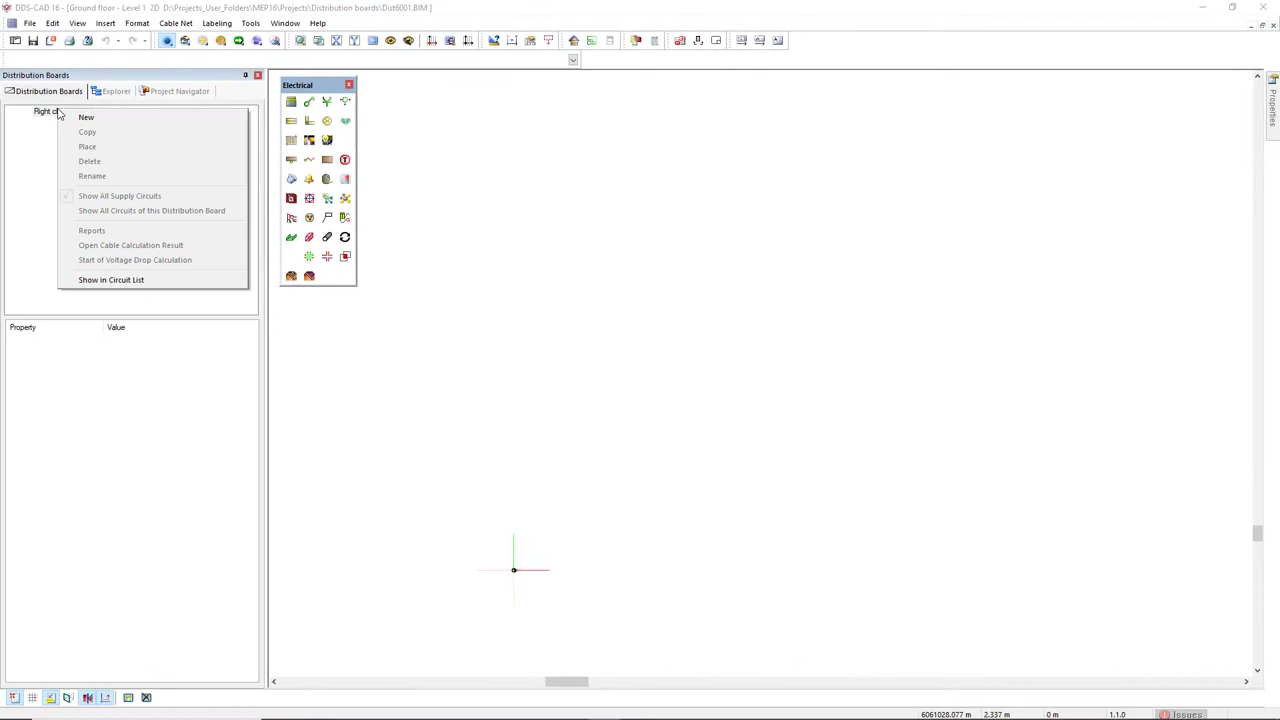 DDS-CAD 16 - [Ground floor - Level 1  2D  D:\Projects_User_Folders\MEP16\Projects\Distribution boards\Dist6001.BIM ]
File Edit View Insert Format Cable Net Labeling Tools Window Help
Distribution Boards
Distribution Boards Explorer Project Navigator
Right c
New
Copy
Place
Delete
Rename
Show All Supply Circuits
Show All Circuits of this Distribution Board
Reports
Open Cable Calculation Result
Start of Voltage Drop Calculation
Show in Circuit List
Property Value
Electrical
Properties
6061028.077 m 2.337 m 0 m 1.1.0 Issues